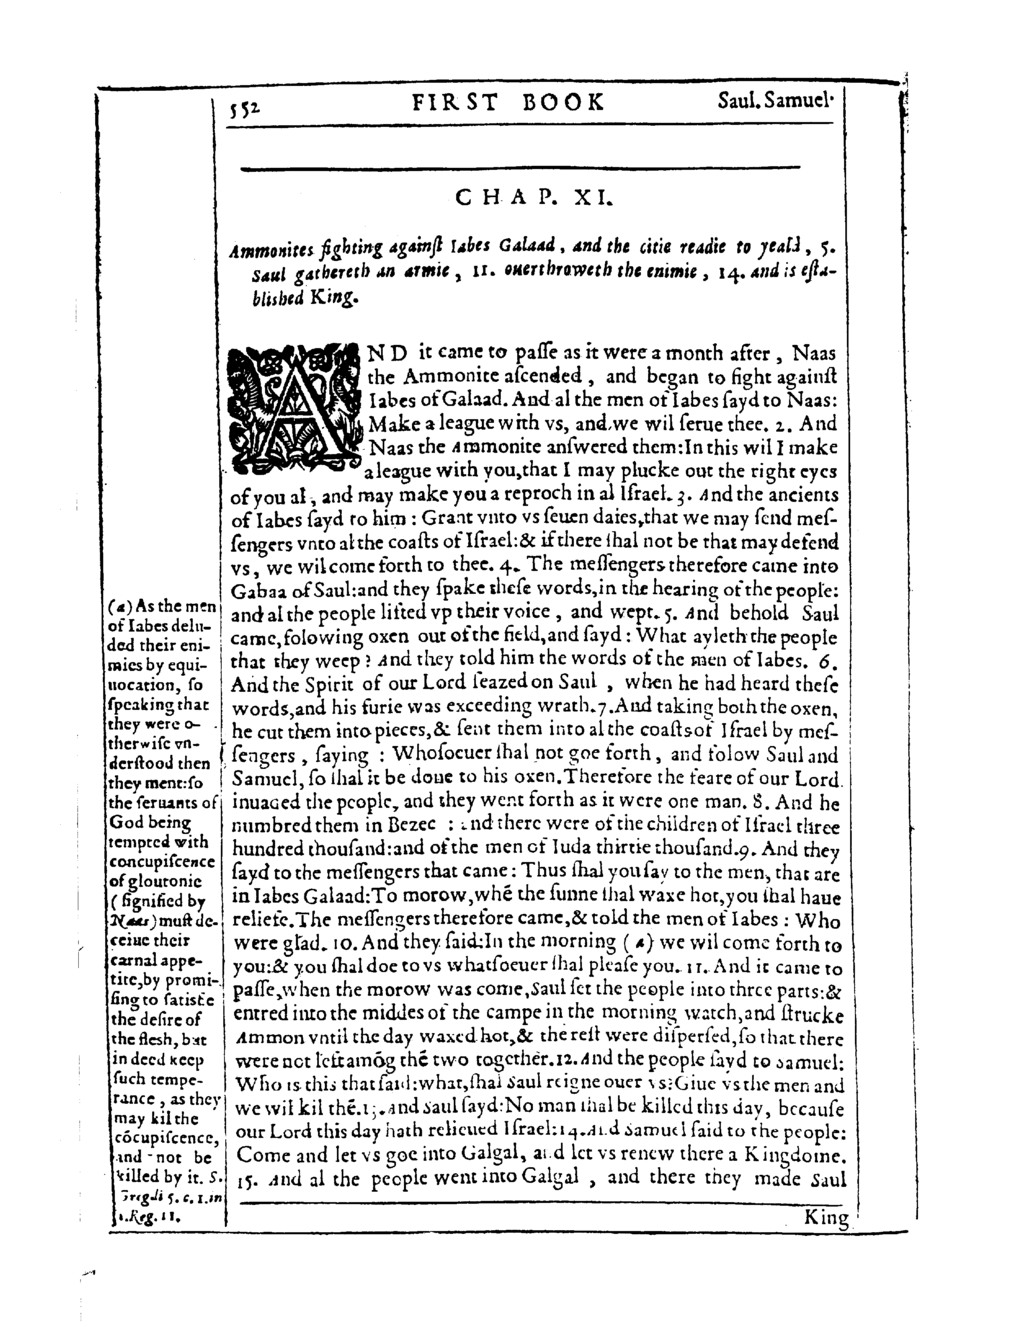 552 FIRST BOOK Saul. Samuel.
CHAP. XI.
Ammonites fighting againſt Iabes Galaad, and the citie readie to yeald, 5.
Saul gathereth an armie, 11. ouerthroweth the enimie, 14. and is eſta-
blished King.
AND it came to paſſe as it were a month after, Naas
the Ammonite aſcended, and began to fight againſt
Iabes of Galaad. And al the men of Iabes ſayd to Naas:
Make a league with vs, and we wil ſerue thee. 2. And
Naas the Ammonite anſwered them: In this wil I make
a league with you, that I may plucke out the right eyes
of you al, and may make you a reproch in al Iſrael. 3. And the ancients
of Iabes ſayd to him: Grant vnto vs ſeuen daies, that we may ſend meſ-
ſengers vnto al the coaſts of Iſrael: & if there ſhal not be that may defend
vs, we wil come forth to thee. 4. The meſſengers therefore came into
Gabaa of Saul: and they ſpake theſe words, in the hearing of the people:
and al the people lifted vp their voice, and wept. 5. And behold Saul
came, folowing oxen out of the field, and ſayd: What ayleth the people
that they weep? And they told him the words of the men of Iabes. 6.
And the Spirit of our Lord ſeazed on Saul, when he had heard theſe
words, and his furie was exceeding wrath. 7. And taking both the oxen,
he cut them into pieces, & ſent them into al the coaſts of Iſrael by meſ-
ſengers, ſaying: Whoſoeuer ſhal not goe forth, and folow Saul and
Samuel, ſo ſhal it be done to his oxen. Therefore the feare of our Lord
inuaded the people, and they went forth as it were one man. 8. And he
numbred them in Bezec: and there were of the children of Iſrael three
hundred thouſand: and of the men of Iuda thirtie thouſand. 9. And they
ſayd to the meſſengers that came: Thus ſhal you ſay to the men, that are
in Iabes Galaad: To morow, whē the ſunne ſhal waxe hot, you ſhal haue
reliefe. The meſſengers therefore came, & told the men of Iabes: Who
were glad. 10. And they ſaid: In the morning (a) we wil come forth to
you: & you ſhal doe to vs whatſoeuer ſhal pleaſe you. 11. And it came to
paſſe, when the morow was come, Saul ſet the people into three parts: &
entred into the middes of the campe in the morning watch, and ſtrucke
Ammon vntil the day waxed hot, & the reſt were diſperſed, ſo that there
were not left amōg thē two together. 12. And the people ſayd to Samuel:
Who is this that ſaid: what, ſhal Saul reigne ouer vs? Giue vs the men and
we wil kil thē. 13. And Saul ſayd: No man ſhal be killed this day, becauſe
our Lord this day hath relieued Iſrael: 14. And Samuel ſaid to the people:
Come and let vs goe into Galgal, and let vs renew there a Kingdome.
15. And al the people went into Galgal, and there they made Saul
King
(a) As the men
of Iabes delu-
ded their eni-
mies by equi-
uocation, ſo
ſpeaking that
they were o-
therwiſe vn-
derſtood then
they ment: ſo
the ſeruants of
God being
tempted with
concupiſcence
of gloutonie
(ſignified by
Naas) muſt de-
ceiue their
carnal appe-
tite, by promi-
ſing to ſatisfie
the deſire of
the fleſh, but
in deed keep
ſuch tempe-
rance, as they
may kil the
cōcupiſcence,
and not be
killed by it. S.
Greg. li 5. c. 1. in
1. Reg. 11.